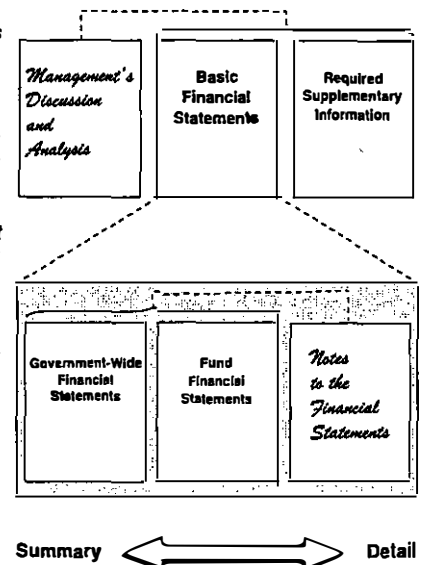 Management's
Discussion
and
Analysis
Basic
Financial
Statements
Required
Supplementary
Information
Government-Wide
Financial
Statements
Fund
Financial
Statements
Notes
to the
Financial
Statements
Summary
Detail